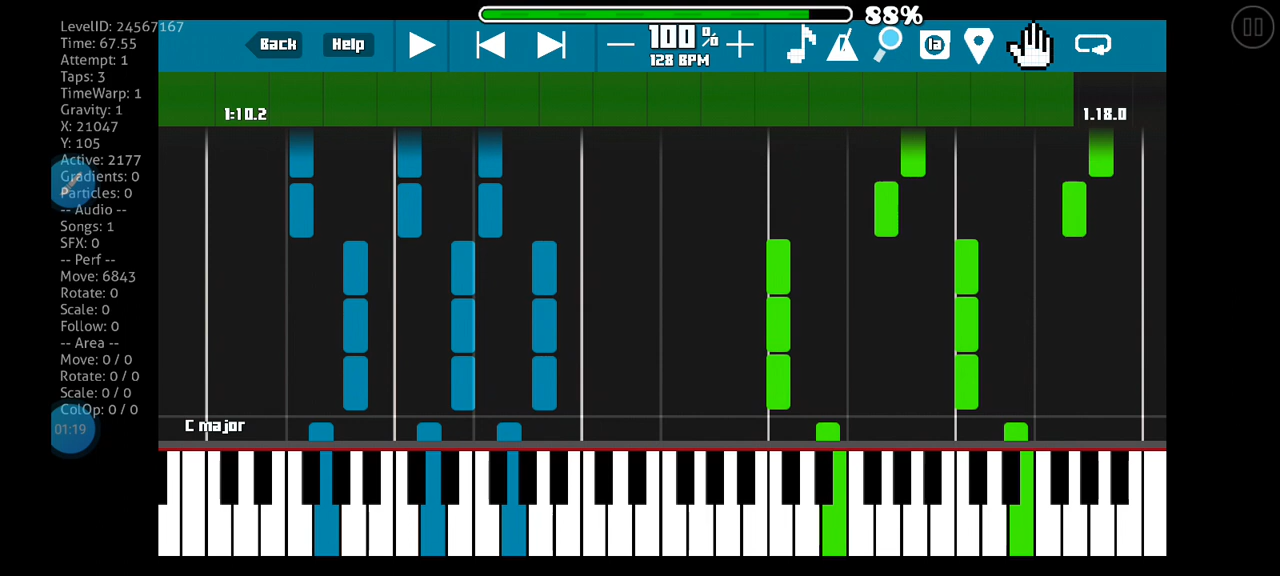 LevelID: 24567167
Time: 67.55
Attempt: 1
Taps: 3
TimeWarp: 1
Gravity: 1
X: 21047
Y: 105
Active: 2177
Gradients: 0
Particles: 0
-- Audio --
Songs: 1
SFX: 0
-- Perf --
Move: 6843
Rotate: 0
Scale: 0
Follow: 0
-- Area --
Move: 0 / 0
Rotate: 0 / 0
Scale: 0 / 0
ColOp: 0 / 0
01:19
88%
Back
Help
100 %
128 BPM
la
1:10.2
1.18.0
C major